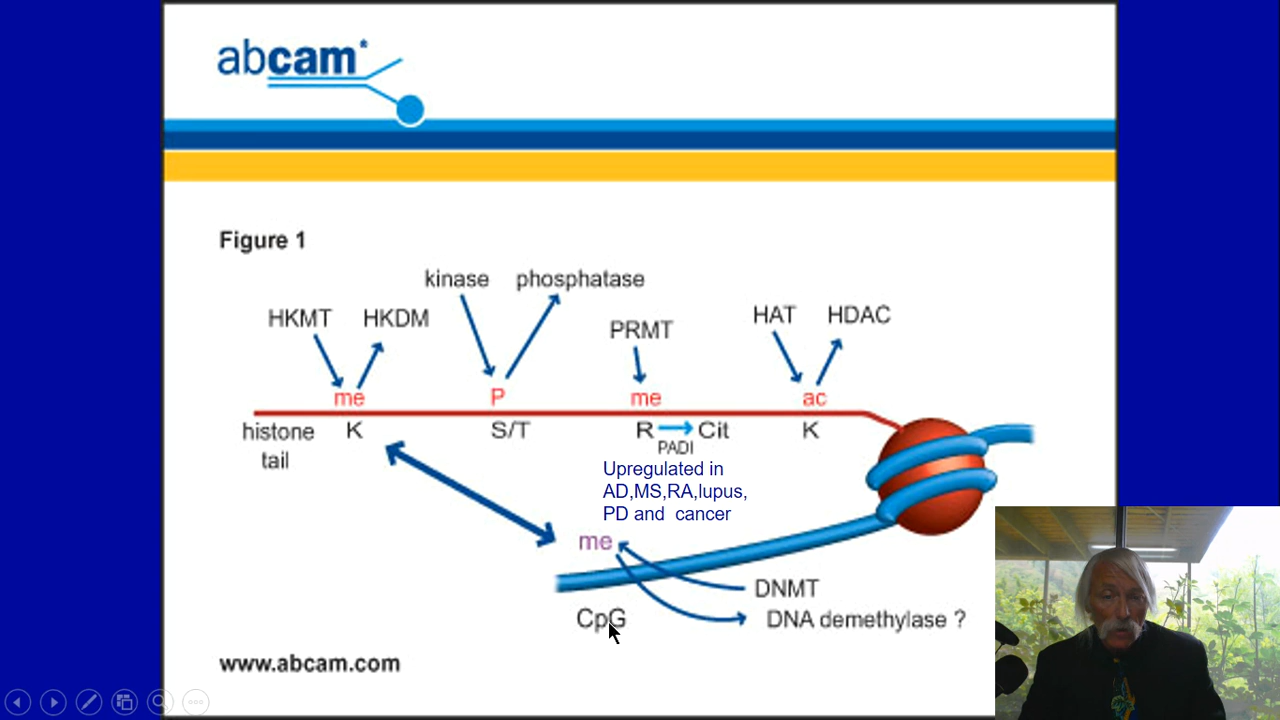 abcam
Figure 1
kinase phosphatase
HKMT HKDM PRMT HAT HDAC
me P me ac
histone tail K S/T R Cit K
PADI
Upregulated in
AD,MS,RA,lupus,
PD and cancer
me
DNMT
CpG DNA demethylase ?
www.abcam.com